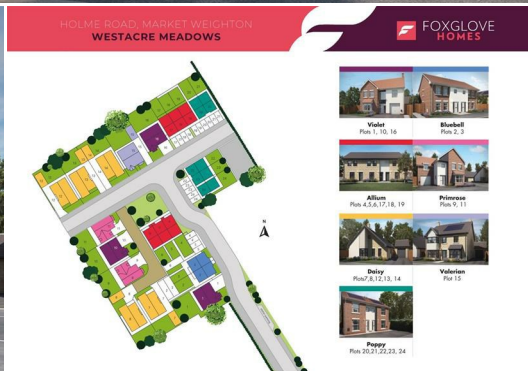 HOLME ROAD, MARKET WEIGHTON
WESTACRE MEADOWS
FOXGLOVE
HOMES
Violet
Plots 1, 10, 16
Bluebell
Plots 2, 3
Allium
Plots 4,5,6,17,18, 19
Primrose
Plots 9, 11
Daisy
Plots7,8,12,13, 14
Valerian
Plot 15
Poppy
Plots 20,21,22,23, 24
N